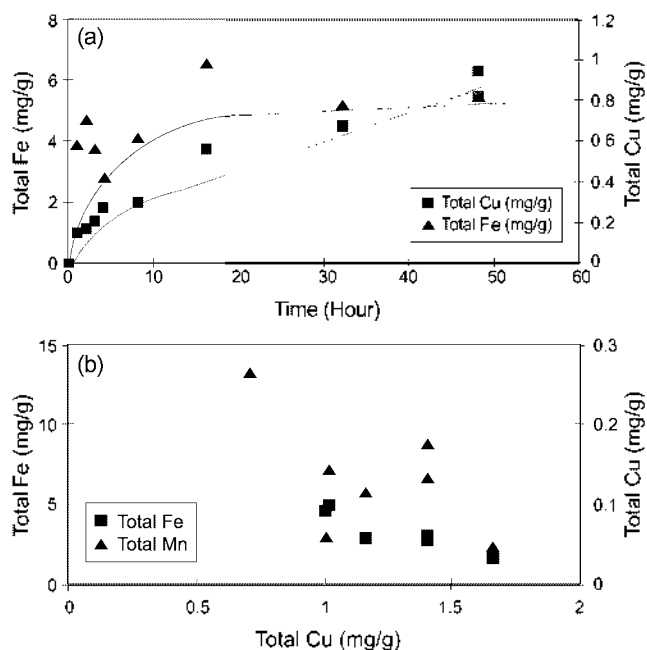 (a)
Total Fe (mg/g)
8
6
4
2
0
1.2
1
0.8
0.6
0.4
0.2
0
Total Cu (mg/g)
Total Cu (mg/g)
Total Fe (mg/g)
0 10 20 30 40 50 60
Time (Hour)
(b)
Total Fe (mg/g)
15
10
5
0
0.3
0.2
0.1
0
Total Cu (mg/g)
Total Fe
Total Mn
0 0.5 1 1.5 2
Total Cu (mg/g)